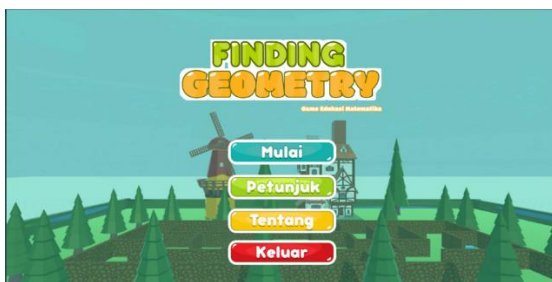 FINDING
GEOMETRY
Game Edukasi Matematika
Mulai
Petunjuk
Tentang
Keluar